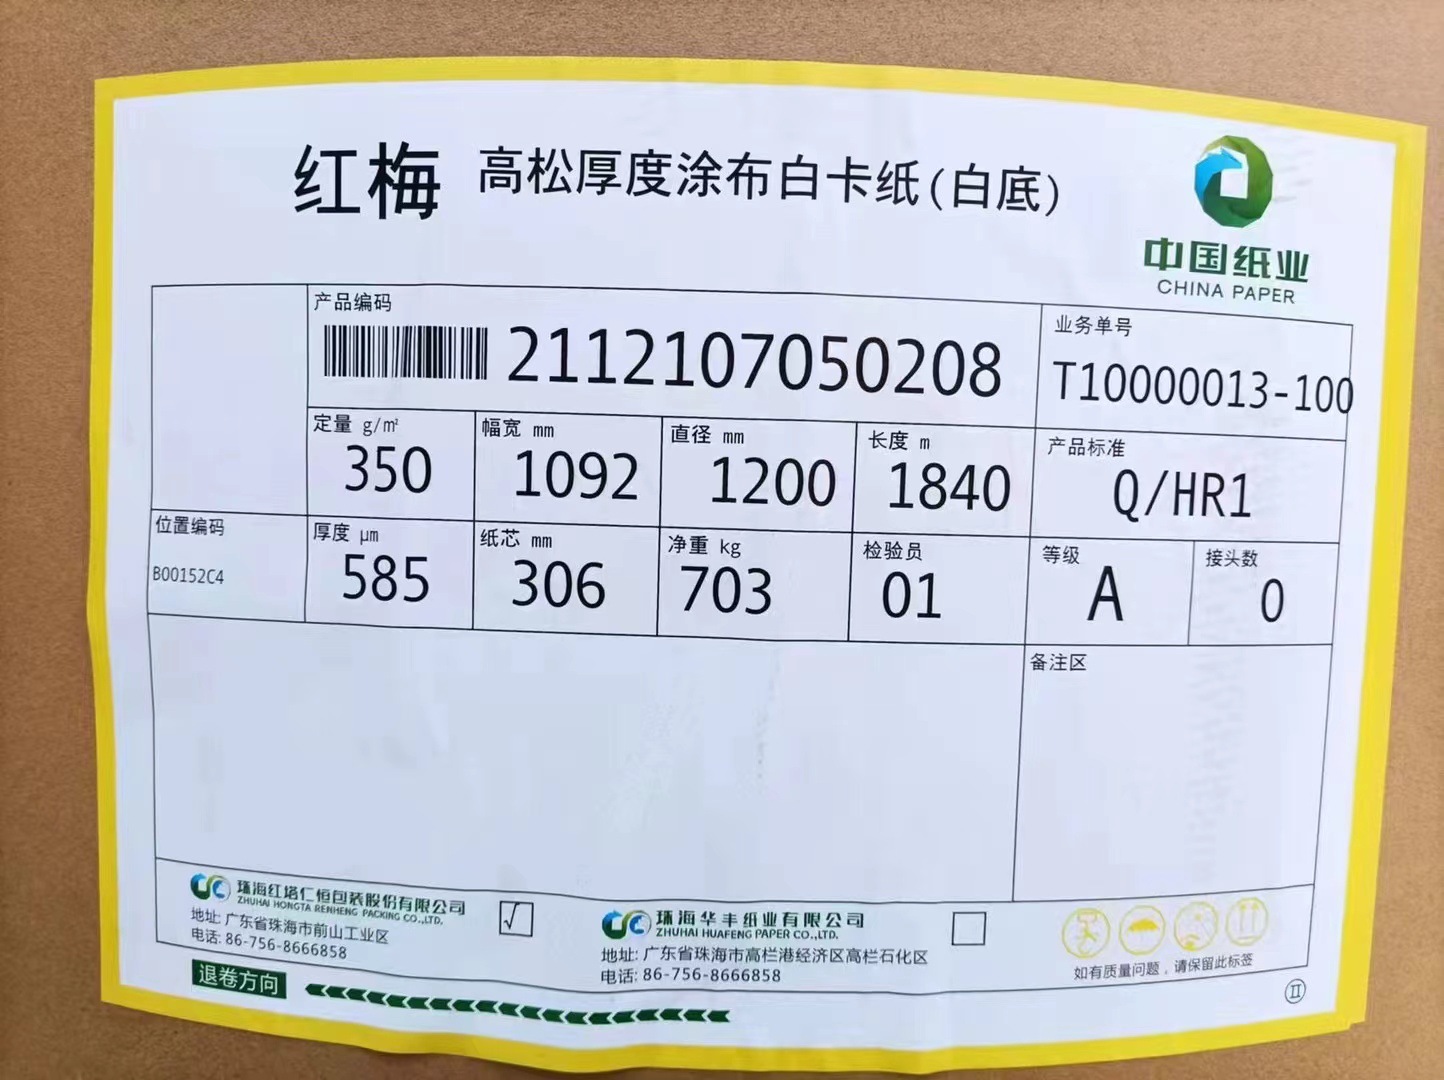 红梅 高松厚度涂布白卡纸(白底)
中国纸业
CHINA PAPER
产品编码
2112107050208
业务单号
T10000013-100
定量 g/㎡
350
幅宽 mm
1092
直径 mm
1200
长度 m
1840
产品标准
Q/HR1
位置编码
B00152C4
厚度 μm
585
纸芯 mm
306
净重 kg
703
检验员
01
等级
A
接头数
0
备注区
珠海红塔仁恒包装股份有限公司
ZHUHAI HONGTA RENHENG PACKING CO.,LTD.
地址: 广东省珠海市前山工业区
电话: 86-756-8666858
√
珠海华丰纸业有限公司
ZHUHAI HUAFENG PAPER CO.,LTD.
地址: 广东省珠海市高栏港经济区高栏石化区
电话: 86-756-8666858
如有质量问题，请保留此标签
退卷方向
Ⅱ